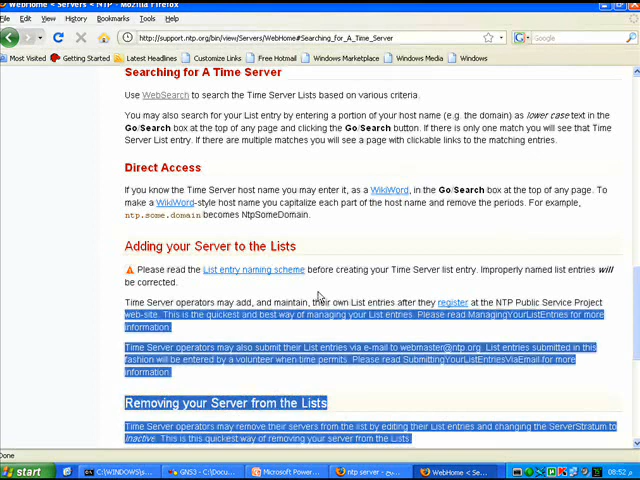 WebHome < Servers < NTP - Mozilla Firefox
Edit View History Bookmarks Tools Help
http://support.ntp.org/bin/view/Servers/WebHome#Searching_for_A_Time_Server
Google
Most Visited Getting Started Latest Headlines Customize Links Free Hotmail Windows Marketplace Windows Media Windows
Searching for A Time Server
Use WebSearch to search the Time Server Lists based on various criteria.
You may also search for your List entry by entering a portion of your host name (e.g. the domain) as lower case text in the
Go/Search box at the top of any page and clicking the Go/Search button. If there is only one match you will see that Time
Server List entry. If there are multiple matches you will see a page with clickable links to the matching entries.
Direct Access
If you know the Time Server host name you may enter it, as a WikiWord, in the Go/Search box at the top of any page. To
make a WikiWord-style host name you capitalize each part of the host name and remove the periods. For example,
ntp.some.domain becomes NtpSomeDomain.
Adding your Server to the Lists
Please read the List entry naming scheme before creating your Time Server list entry. Improperly named list entries will
be corrected.
Time Server operators may add, and maintain, their own List entries after they register at the NTP Public Service Project
web-site. This is the quickest and best way of managing your List entries. Please read ManagingYourListEntries for more
information.
Time Server operators may also submit their List entries via e-mail to webmaster@ntp.org. List entries submitted in this
fashion will be entered by a volunteer when time permits. Please read SubmittingYourListEntriesViaEmail for more
information.
Removing your Server from the Lists
Time Server operators may remove their servers from the list by editing their List entries and changing the ServerStratum to
Inactive. This is this quickest way of removing your server from the Lists.
Done
start C:\WINDOWS\s... GNS3 - C:\Docu... Microsoft Power... ntp server - ... WebHome < Se... 08:52